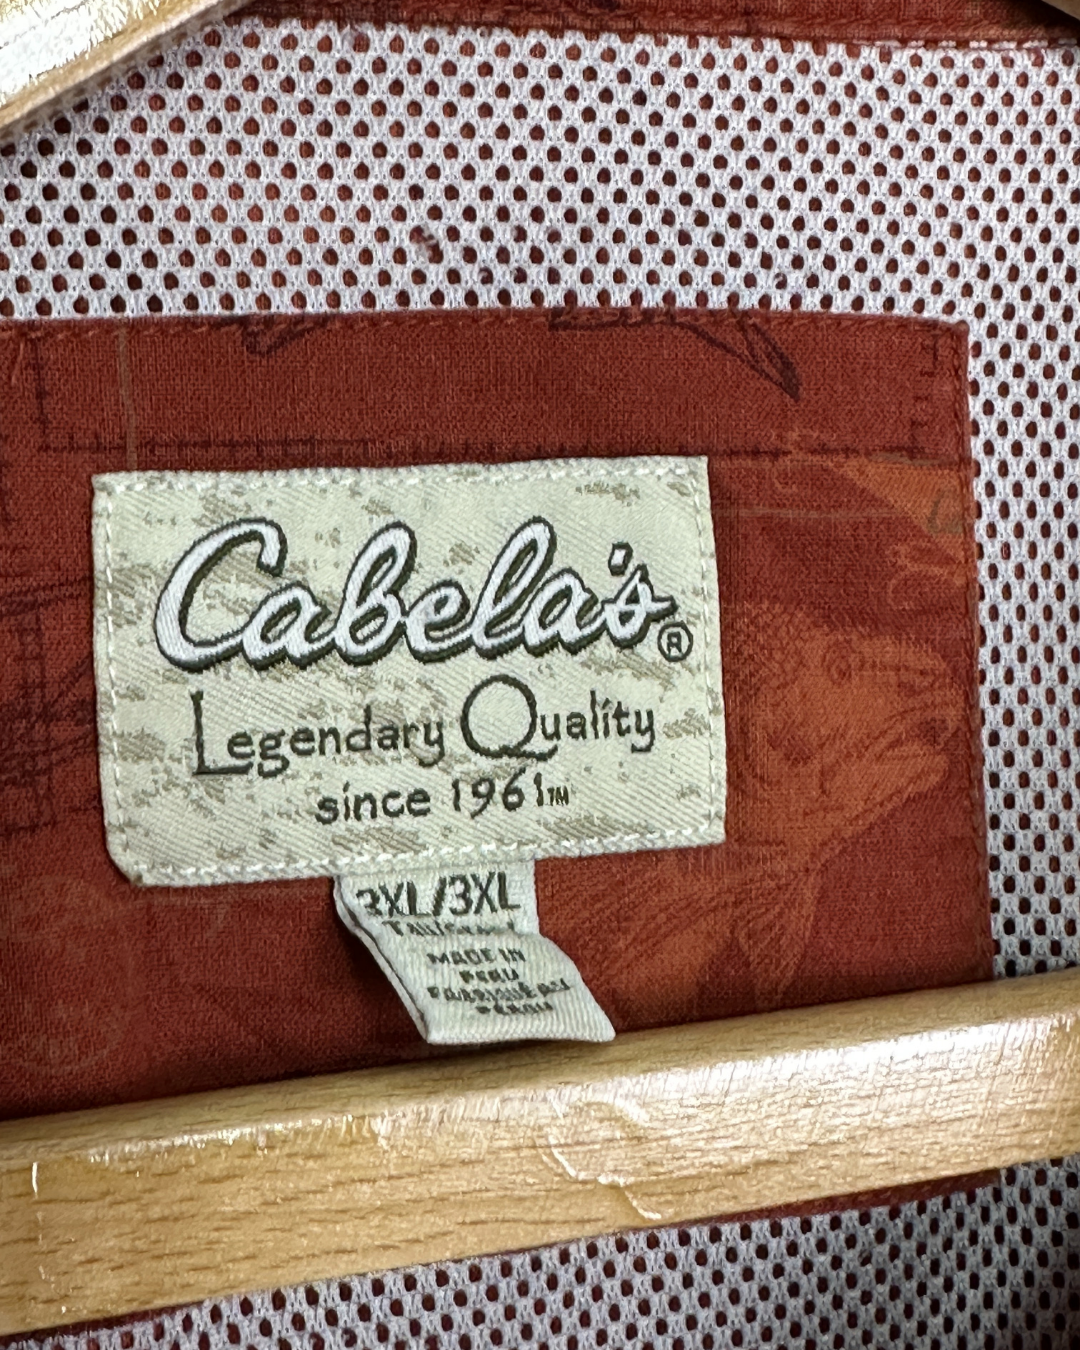 Cabela's®
Legendary Quality
since 1961™
3XL/3XL
MADE IN
PERU